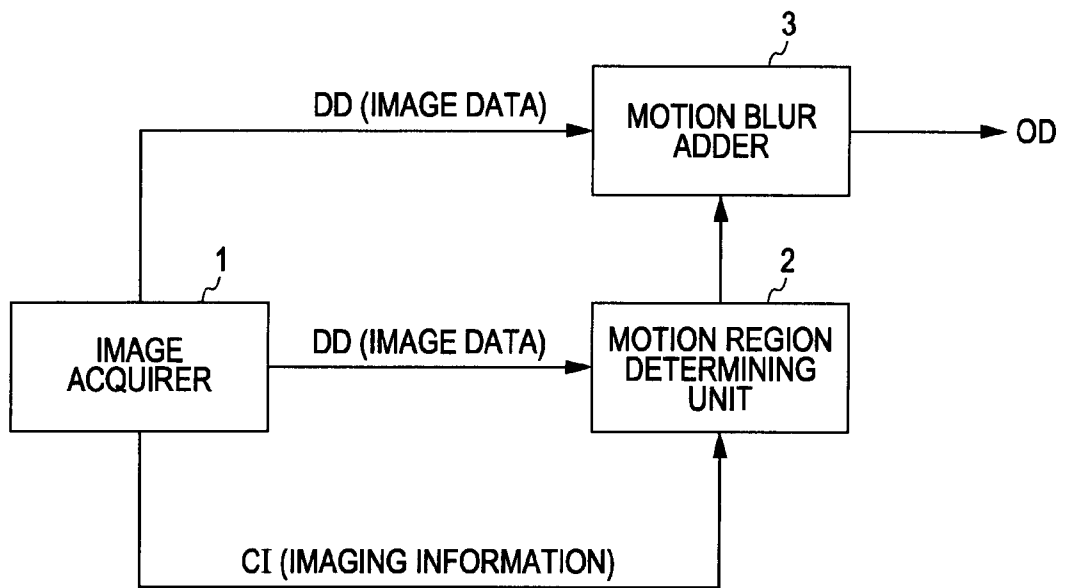 3
DD (IMAGE DATA)
MOTION BLUR
ADDER
OD
1
2
IMAGE
ACQUIRER
DD (IMAGE DATA)
MOTION REGION
DETERMINING
UNIT
CI (IMAGING INFORMATION)